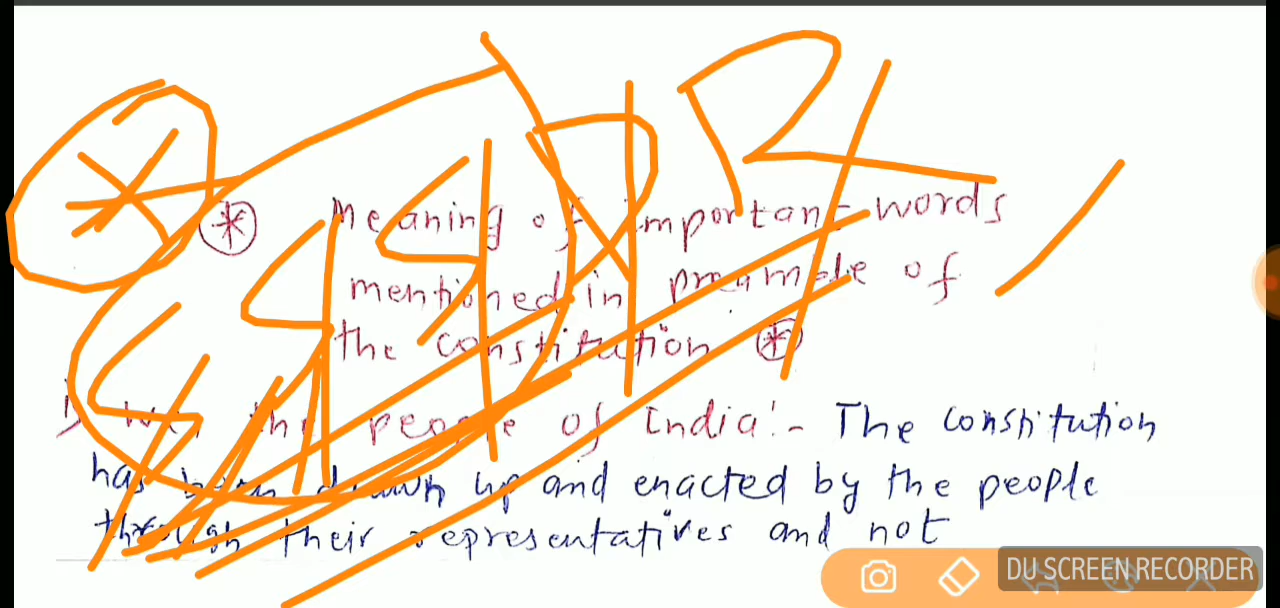 Meaning of important words
mentioned in preamble of
the constitution
1) We, the people of India:- The constitution
has been drawn up and enacted by the people
through their representatives and not
DU SCREEN RECORDER